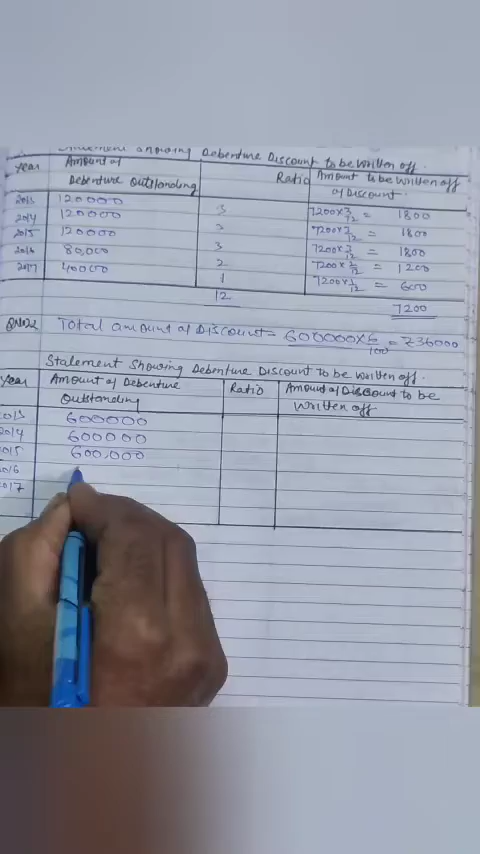 Debenture Discount to be written off.
Year Amount of Debenture Outstanding Ratio Amount to be written off of Discount.
2013 120000 3 7200×3/12 = 1800
2014 120000 3 7200×3/12 = 1800
2015 120000 3 7200×3/12 = 1800
2016 80,000 2 7200×2/12 = 1200
2017 40000 1 7200×1/12 = 600
12 7200
Total amount of Discount = 600000×6/100 = ₹36000
Statement Showing Debenture Discount to be written off.
Year Amount of Debenture Outstanding Ratio Amount of Discount to be written off
2013 600000
2014 600000
2015 600,000
2016
2017